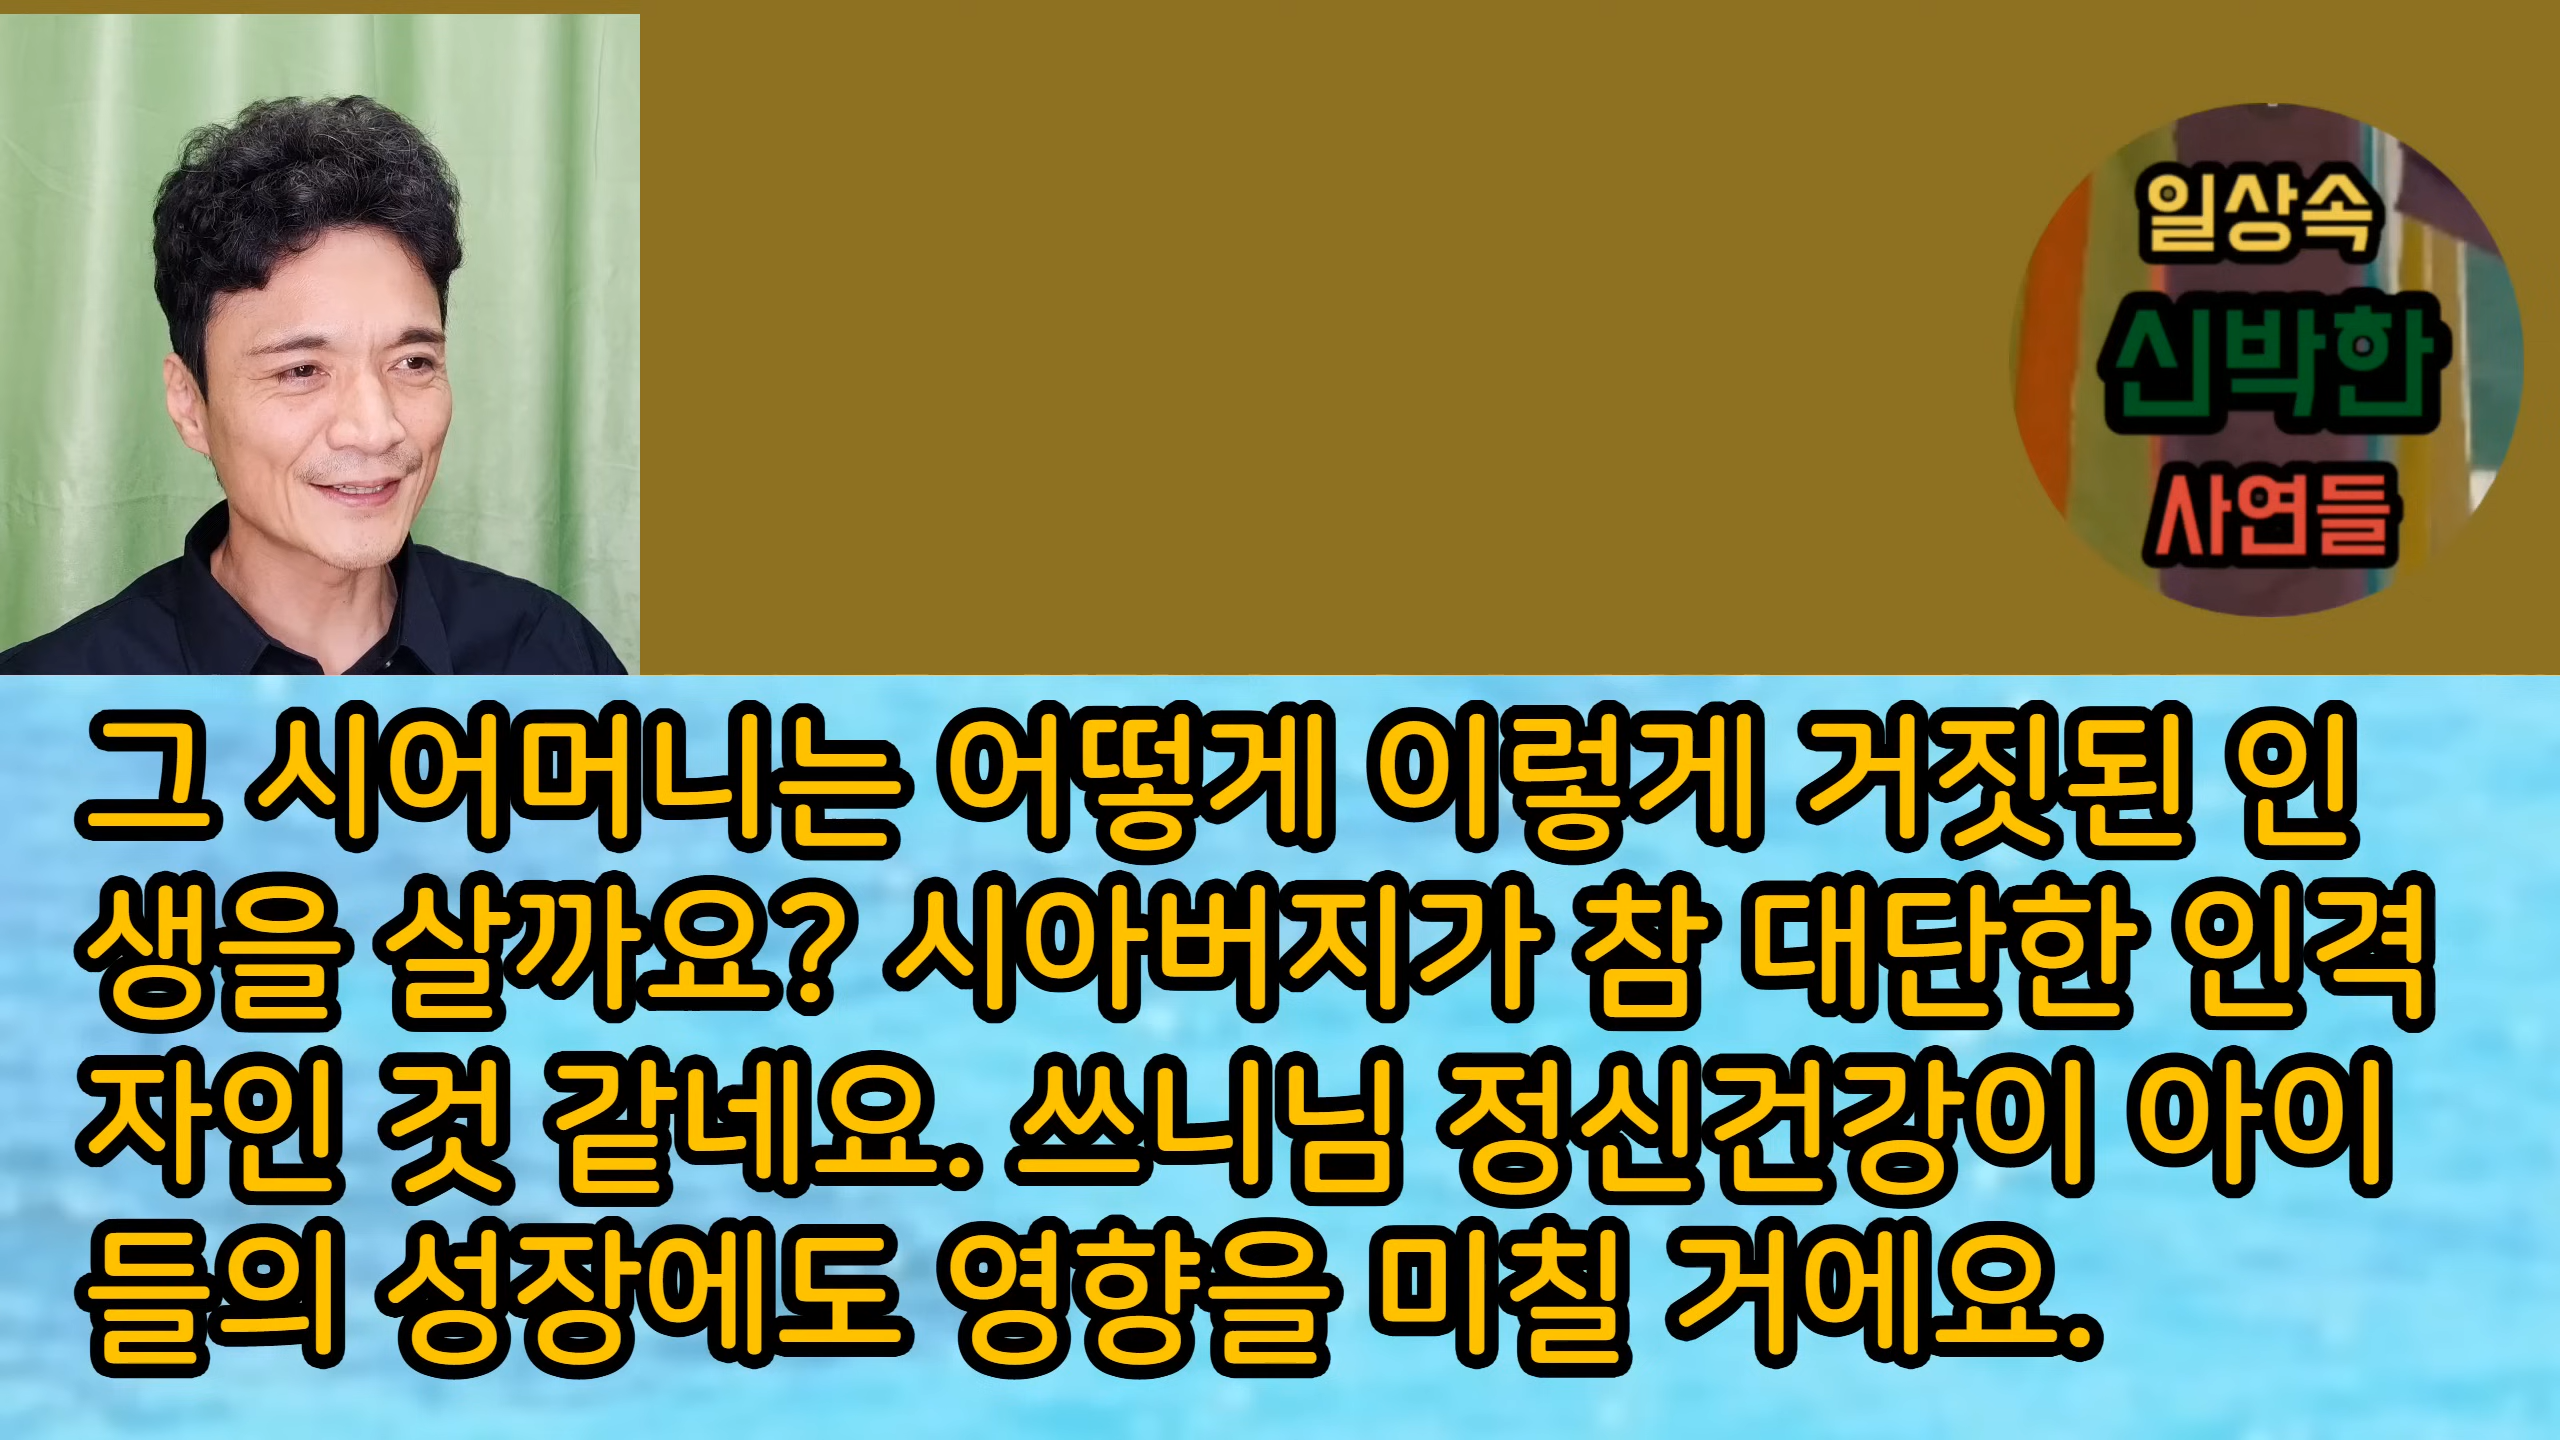 일상속
신박한
사연들
그 시어머니는 어떻게 이렇게 거짓된 인
생을 살까요? 시아버지가 참 대단한 인격
자인 것 같네요. 쓰니님 정신건강이 아이
들의 성장에도 영향을 미칠 거에요.